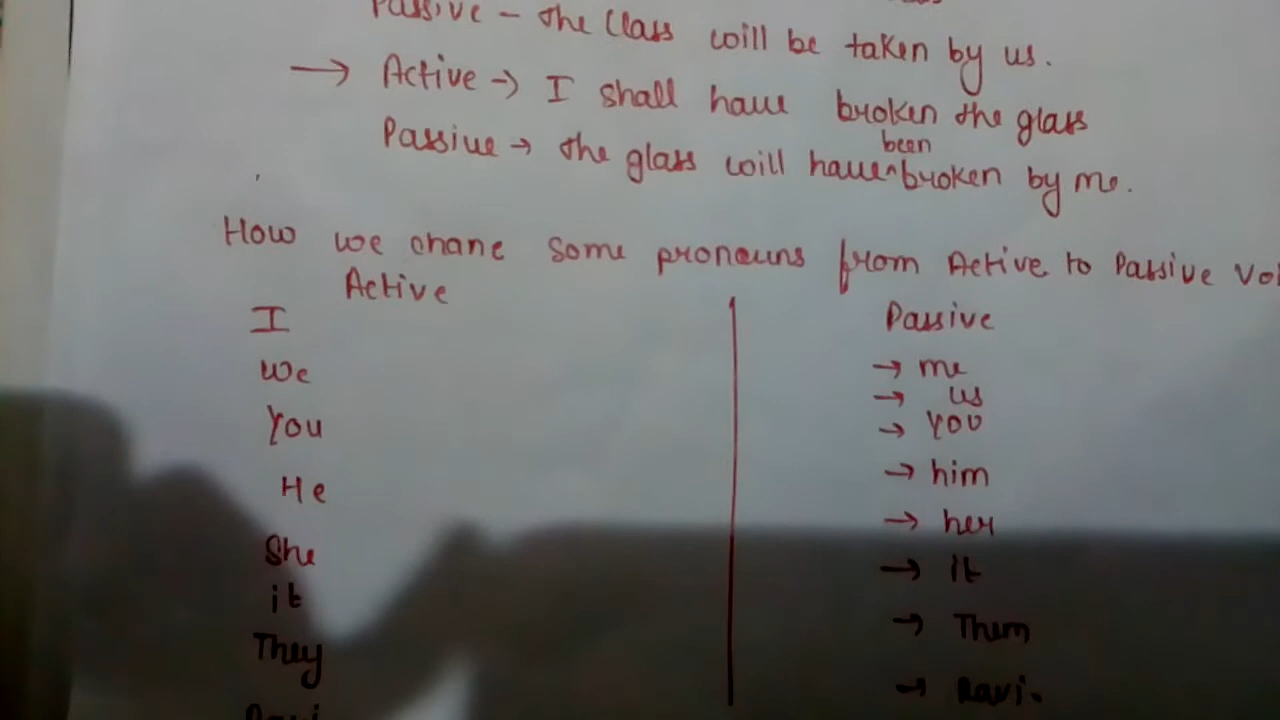 Passive - The Class will be taken by us.
→ Active → I shall have broken the glass
been
Passive → The glass will have ^ broken by me.
How we chane some pronouns from Active to Passive
Active
Passive
I → me
We → us
You → YOU
He → him
She → her
it → it
They → Them
Ravi → Ravi.